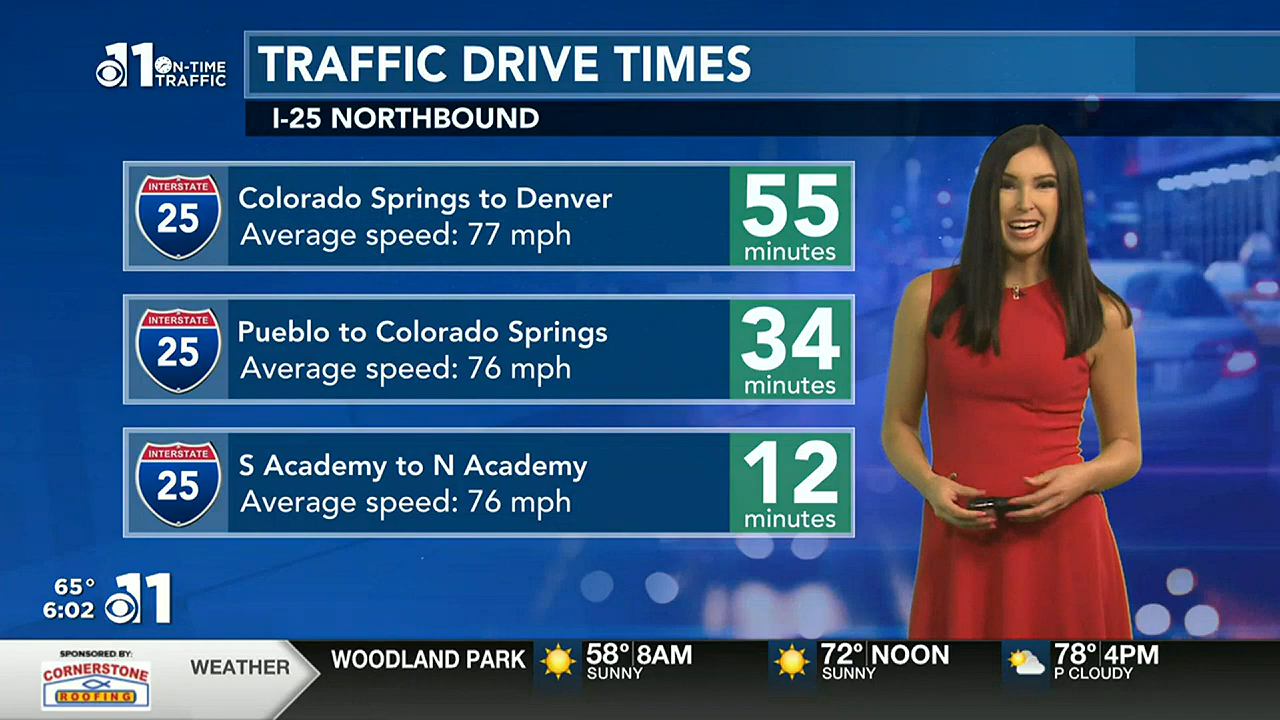 11 ON-TIME TRAFFIC
TRAFFIC DRIVE TIMES
I-25 NORTHBOUND
INTERSTATE
25
Colorado Springs to Denver
Average speed: 77 mph
55
minutes
INTERSTATE
25
Pueblo to Colorado Springs
Average speed: 76 mph
34
minutes
INTERSTATE
25
S Academy to N Academy
Average speed: 76 mph
12
minutes
65°
6:02
11
SPONSORED BY:
CORNERSTONE
ROOFING
WEATHER
WOODLAND PARK
58° 8AM
SUNNY
72° NOON
SUNNY
78° 4PM
P CLOUDY